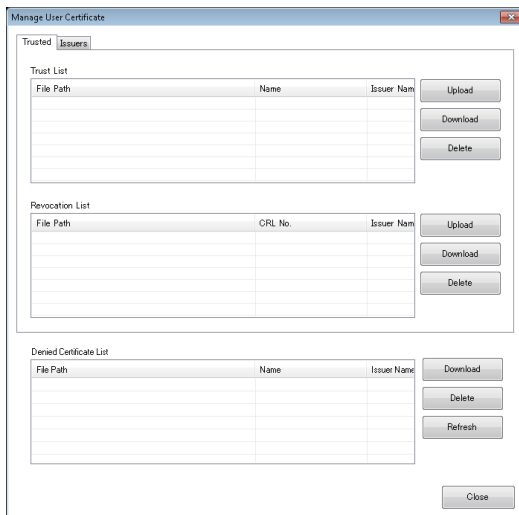 Manage User Certificate
Trusted Issuers
Trust List
File Path Name Issuer Nam
Upload
Download
Delete
Revocation List
File Path CRL No. Issuer Nam
Upload
Download
Delete
Denied Certificate List
File Path Name Issuer Name
Download
Delete
Refresh
Close